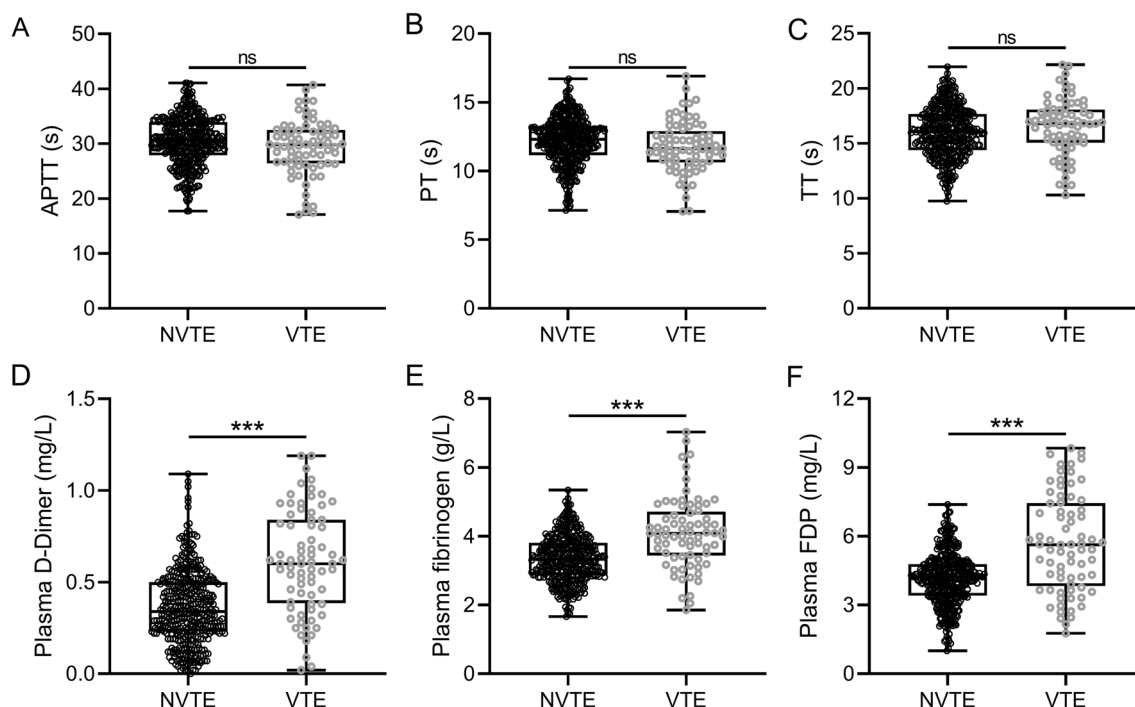 A
APTT (s)
50
40
30
20
10
0
ns
NVTE VTE
B
PT (s)
20
15
10
5
0
ns
NVTE VTE
C
TT (s)
25
20
15
10
5
0
ns
NVTE VTE
D
Plasma D-Dimer (mg/L)
1.5
1.0
0.5
0.0
***
NVTE VTE
E
Plasma fibrinogen (g/L)
8
6
4
2
0
***
NVTE VTE
F
Plasma FDP (mg/L)
12
9
6
3
0
***
NVTE VTE